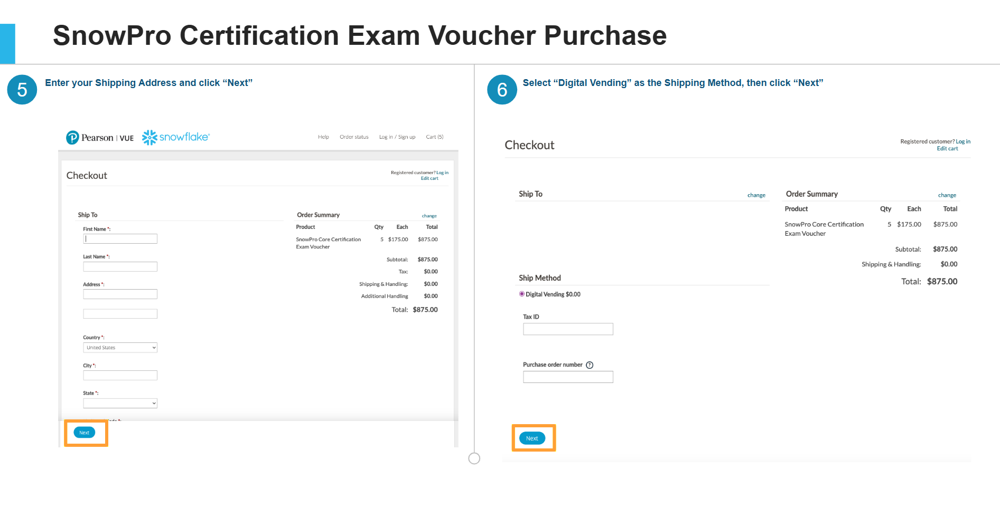 SnowPro Certification Exam Voucher Purchase
5
Enter your Shipping Address and click “Next”
Pearson | VUE
snowflake®
Help Order status Log in / Sign up Cart (5)
Checkout
Registered customer? Log in
Edit cart
Ship To
First Name *:
Last Name *:
Address *:
Country *:
United States
City *:
State *:
Next
Order Summary change
Product Qty Each Total
SnowPro Core Certification 5 $175.00 $875.00
Exam Voucher
Subtotal: $875.00
Tax: $0.00
Shipping & Handling: $0.00
Additional Handling $0.00
Total: $875.00
6
Select “Digital Vending” as the Shipping Method, then click “Next”
Checkout
Registered customer? Log in
Edit cart
Ship To change
Ship Method
Digital Vending $0.00
Tax ID
Purchase order number ?
Next
Order Summary change
Product Qty Each Total
SnowPro Core Certification 5 $175.00 $875.00
Exam Voucher
Subtotal: $875.00
Shipping & Handling: $0.00
Total: $875.00